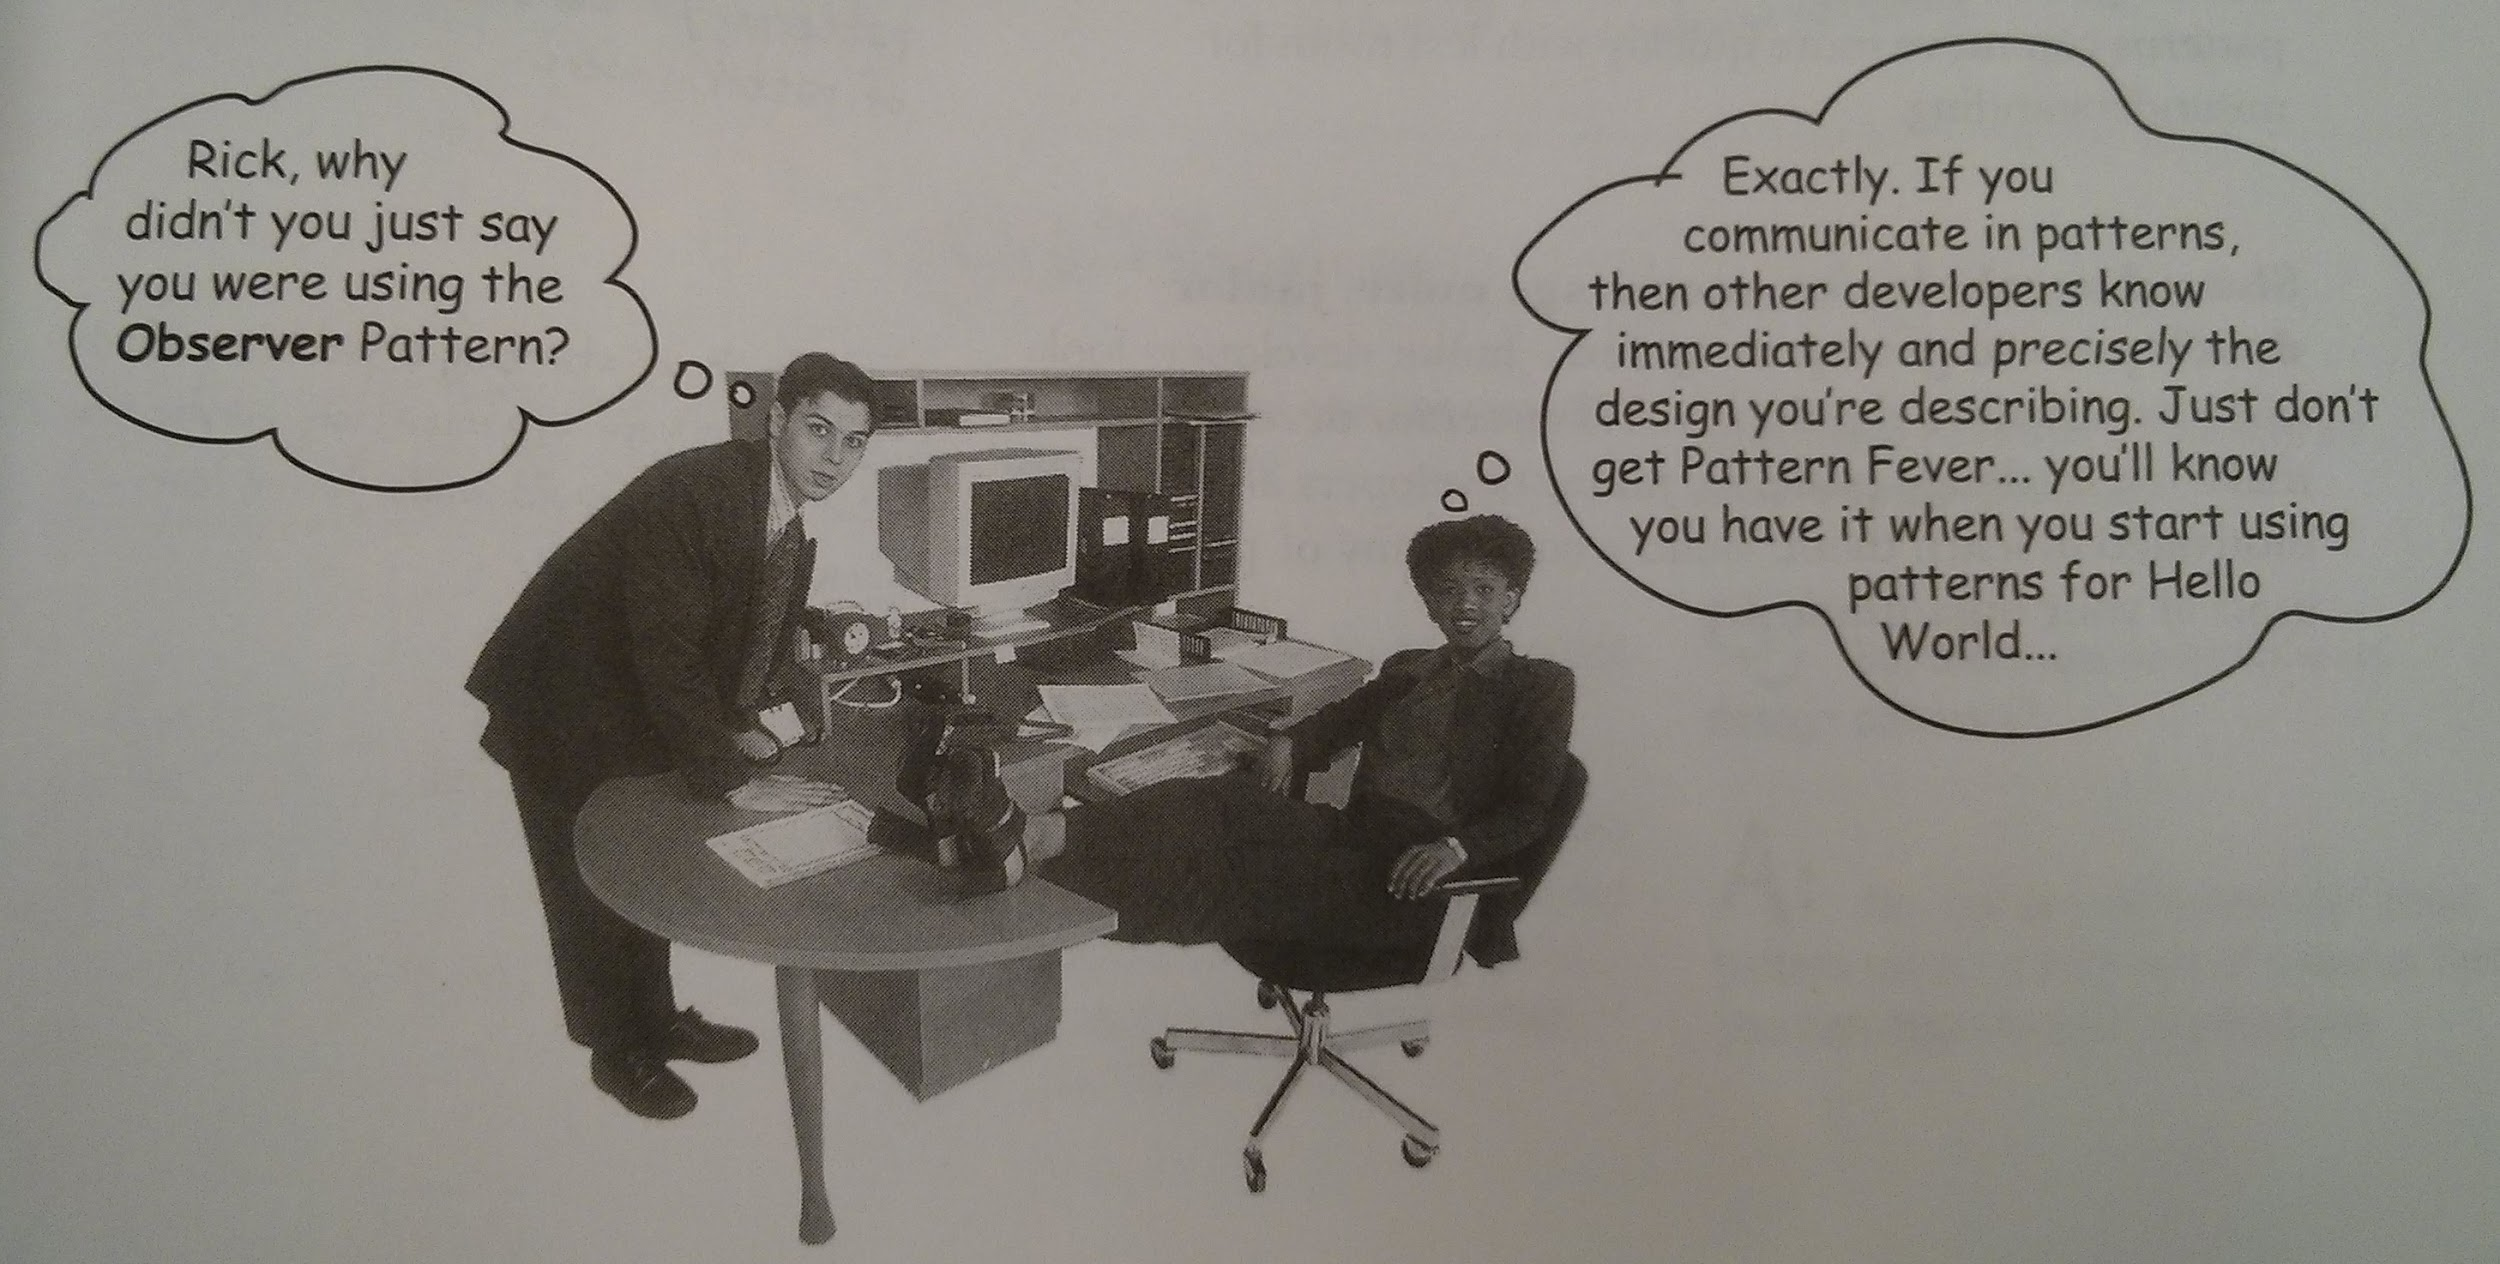 Rick, why
didn't you just say
you were using the
Observer Pattern?
Exactly. If you
communicate in patterns,
then other developers know
immediately and precisely the
design you're describing. Just don't
get Pattern Fever... you'll know
you have it when you start using
patterns for Hello
World...